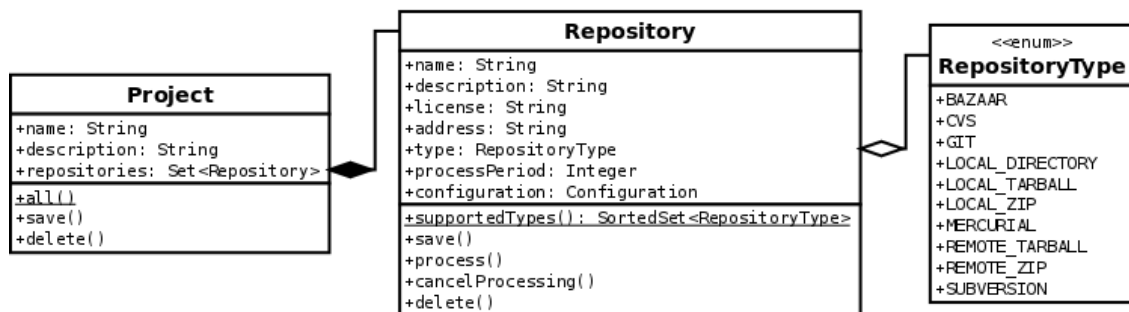 Project
+name: String
+description: String
+repositories: Set<Repository>
+all()
+save()
+delete()
Repository
+name: String
+description: String
+license: String
+address: String
+type: RepositoryType
+processPeriod: Integer
+configuration: Configuration
+supportedTypes(): SortedSet<RepositoryType>
+save()
+process()
+cancelProcessing()
+delete()
<<enum>>
RepositoryType
+BAZAAR
+CVS
+GIT
+LOCAL_DIRECTORY
+LOCAL_TARBALL
+LOCAL_ZIP
+MERCURIAL
+REMOTE_TARBALL
+REMOTE_ZIP
+SUBVERSION